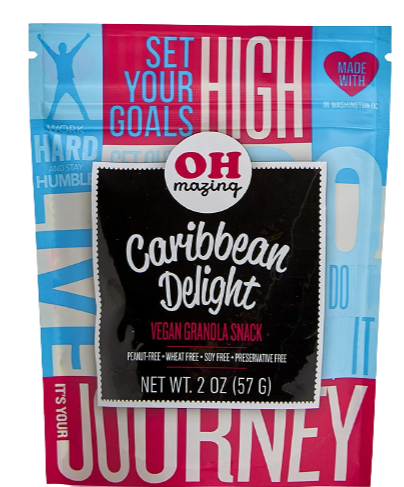 SET
YOUR
GOALS
HIGH
MADE
WITH
IN WASHINGTON DC
WORK
HARD
AND STAY
HUMBLE
OH
mazing
LIVE
DO
IT
Caribbean
Delight
VEGAN GRANOLA SNACK
PEANUT-FREE • WHEAT FREE • SOY FREE • PRESERVATIVE FREE
NET WT. 2 OZ (57 G)
IT'S YOUR
JOURNEY